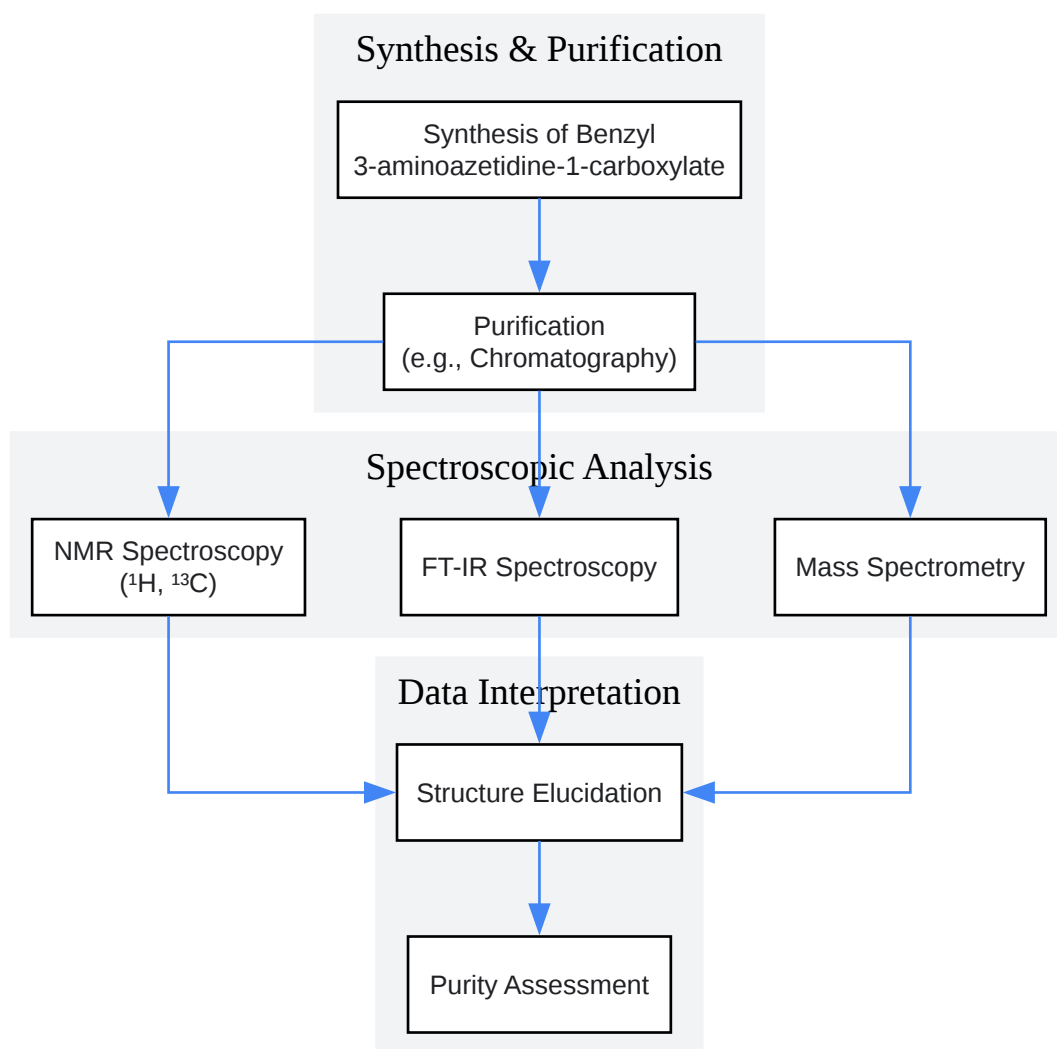 Synthesis & Purification
Synthesis of Benzyl
3-aminoazetidine-1-carboxylate
Purification
(e.g., Chromatography)
Spectroscopic Analysis
NMR Spectroscopy
(¹H, ¹³C)
FT-IR Spectroscopy
Mass Spectrometry
Data Interpretation
Structure Elucidation
Purity Assessment